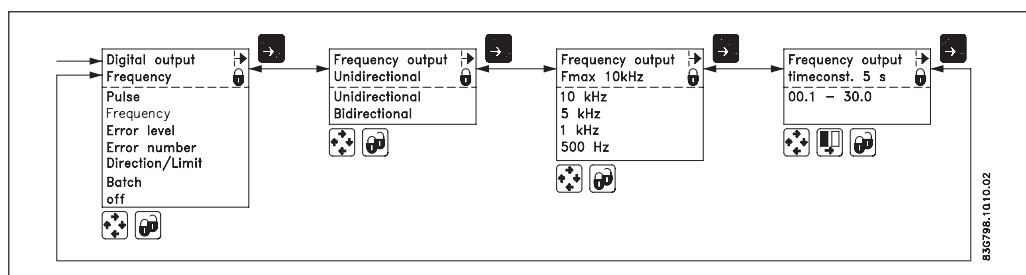 Digital output
Frequency
Pulse
Frequency
Error level
Error number
Direction/Limit
Batch
off
Frequency output
Unidirectional
Unidirectional
Bidirectional
Frequency output
Fmax 10kHz
10 kHz
5 kHz
1 kHz
500 Hz
Frequency output
timeconst. 5 s
00.1 – 30.0
83G798.10.10.02